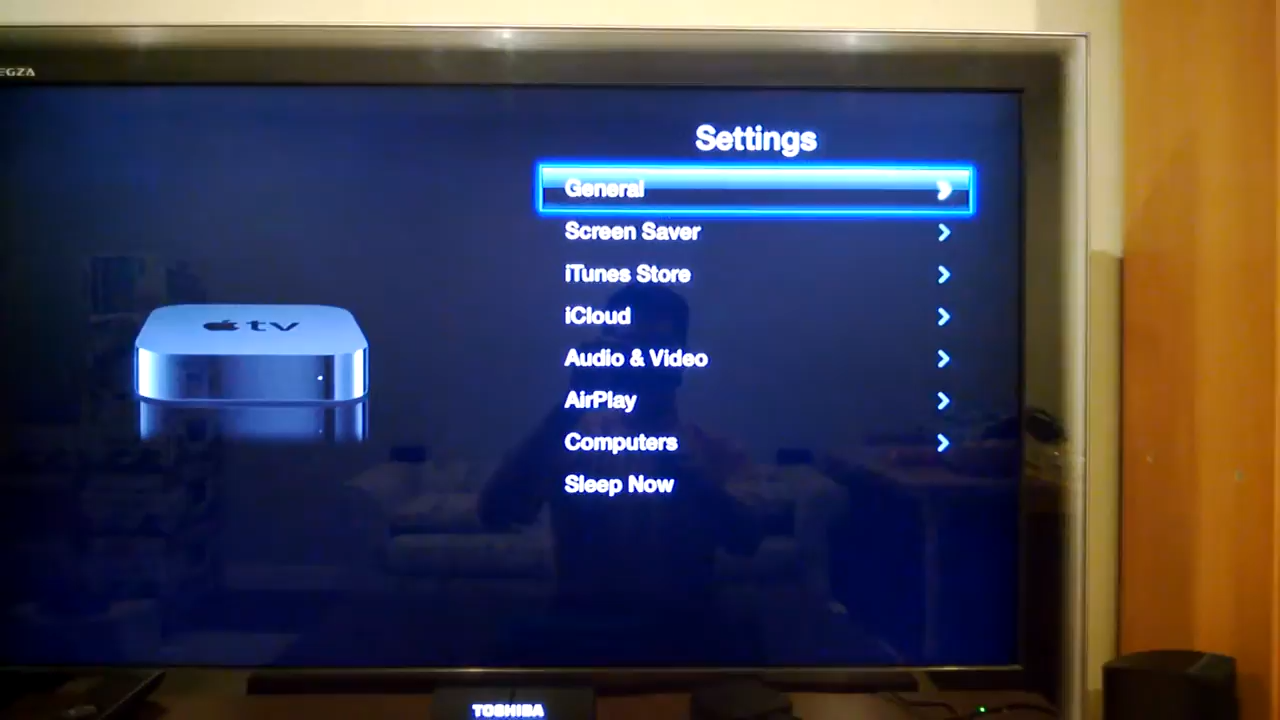 EGZA
Settings
General
Screen Saver
iTunes Store
iCloud
Audio & Video
AirPlay
Computers
Sleep Now
tv
TOSHIBA